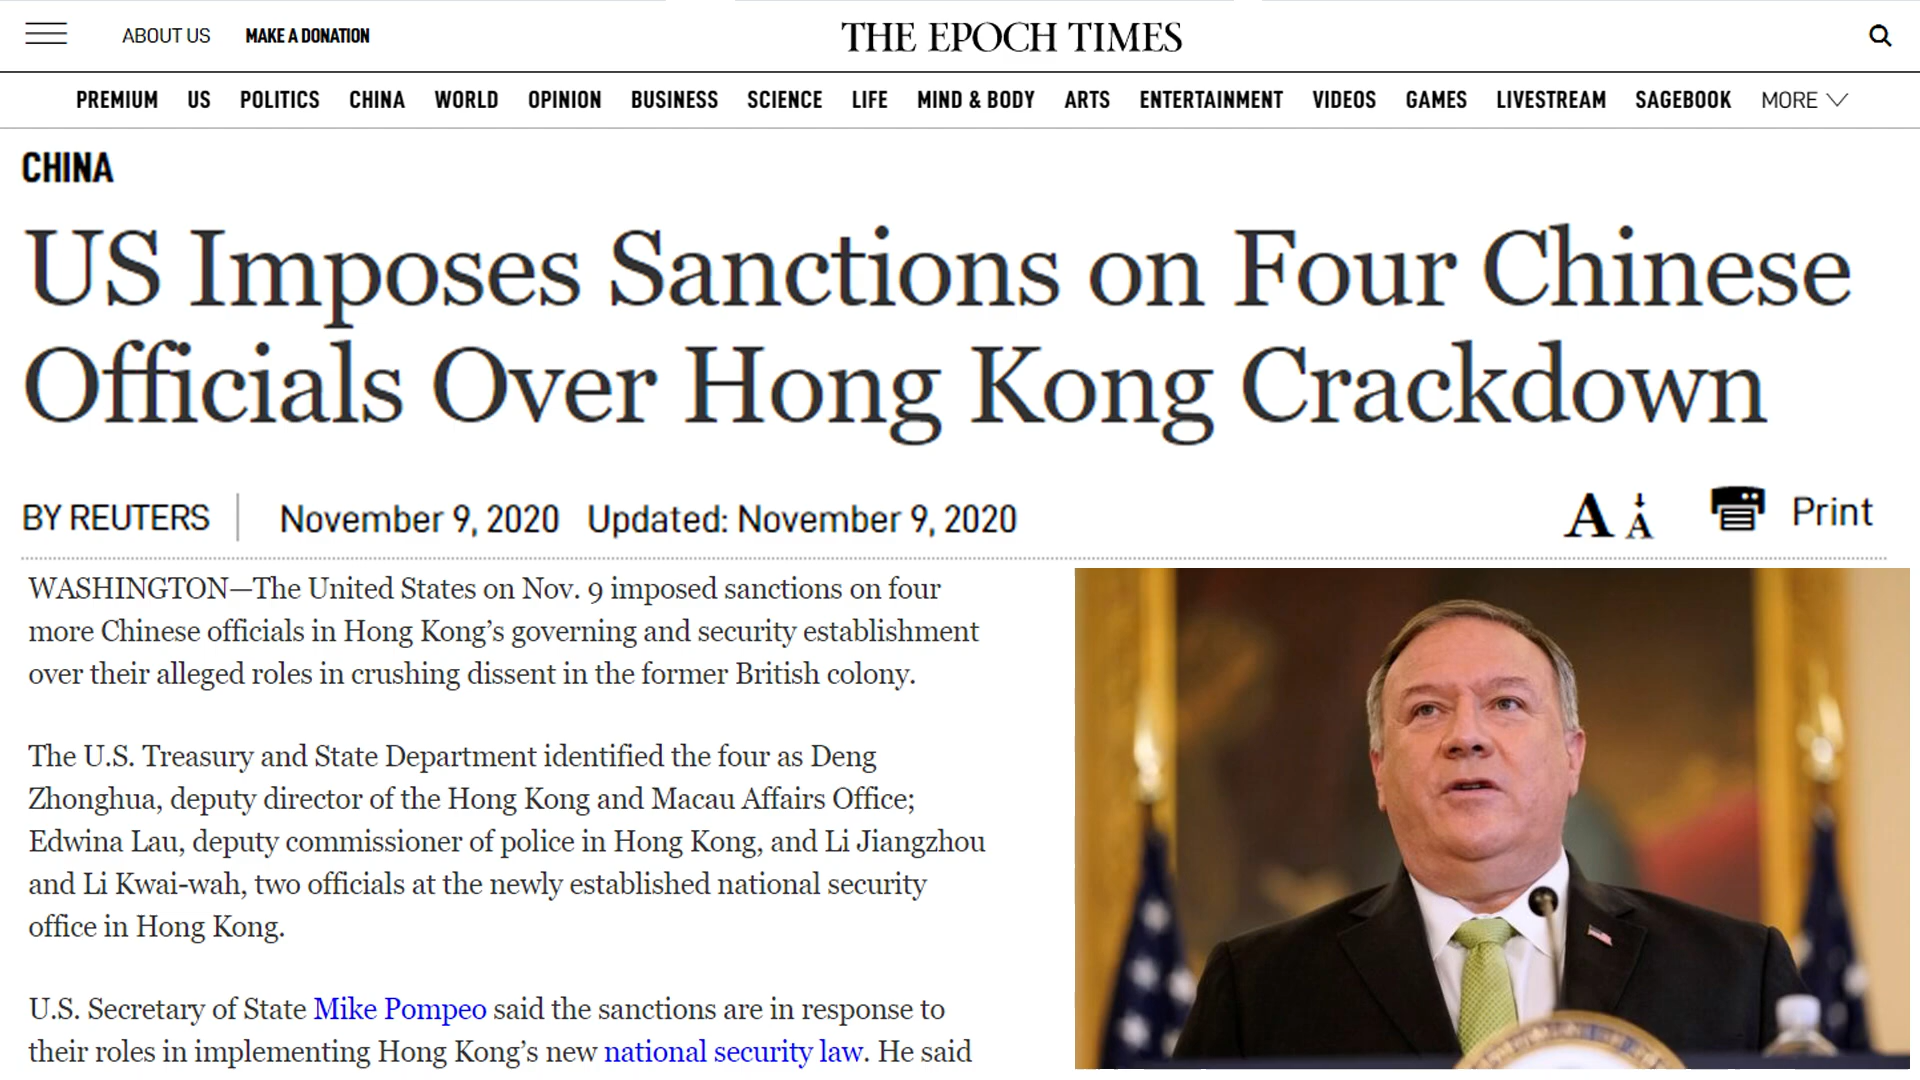 ABOUT US MAKE A DONATION THE EPOCH TIMES
PREMIUM US POLITICS CHINA WORLD OPINION BUSINESS SCIENCE LIFE MIND & BODY ARTS ENTERTAINMENT VIDEOS GAMES LIVESTREAM SAGEBOOK MORE
CHINA
US Imposes Sanctions on Four Chinese
Officials Over Hong Kong Crackdown
BY REUTERS November 9, 2020 Updated: November 9, 2020 A A Print
WASHINGTON—The United States on Nov. 9 imposed sanctions on four
more Chinese officials in Hong Kong’s governing and security establishment
over their alleged roles in crushing dissent in the former British colony.
The U.S. Treasury and State Department identified the four as Deng
Zhonghua, deputy director of the Hong Kong and Macau Affairs Office;
Edwina Lau, deputy commissioner of police in Hong Kong, and Li Jiangzhou
and Li Kwai-wah, two officials at the newly established national security
office in Hong Kong.
U.S. Secretary of State Mike Pompeo said the sanctions are in response to
their roles in implementing Hong Kong’s new national security law. He said